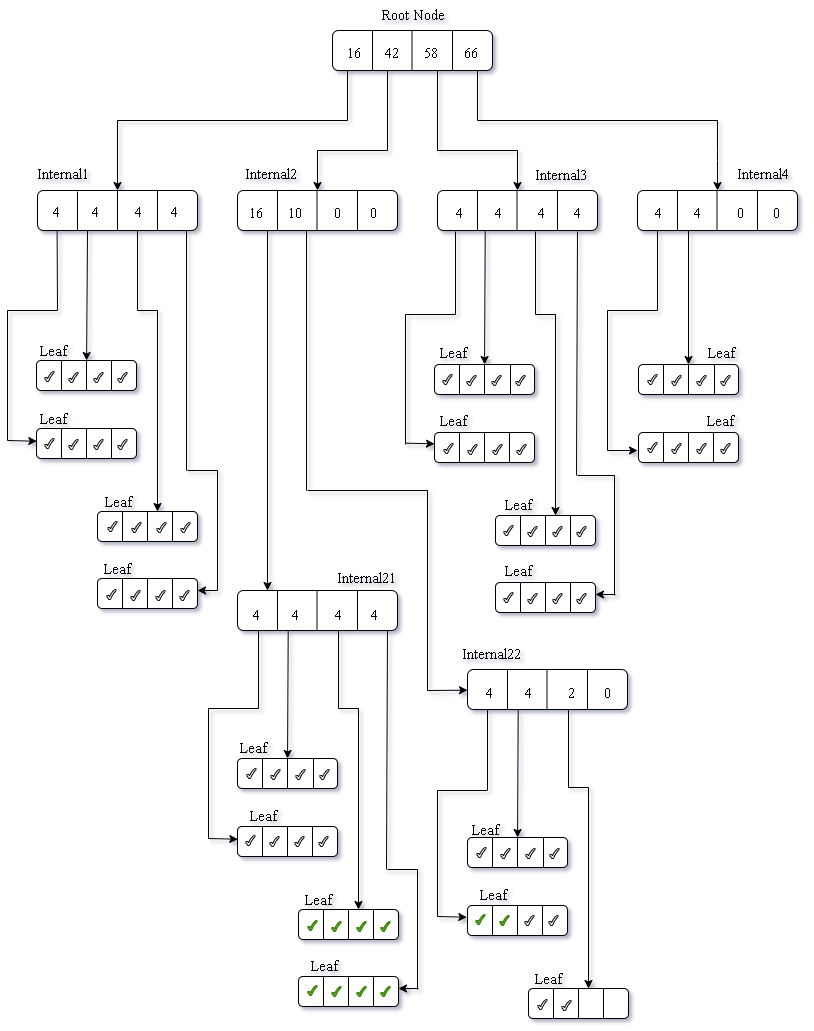 Root Node
16 42 58 66
Internal1
Internal2
Internal3
Internal4
4 4 4 4
16 10 0 0
4 4 4 4
4 4 0 0
Leaf
Leaf
Leaf
Leaf
Leaf
Leaf
Leaf
Leaf
Leaf
Leaf
Internal21
4 4 4 4
Internal22
4 4 2 0
Leaf
Leaf
Leaf
Leaf
Leaf
Leaf
Leaf